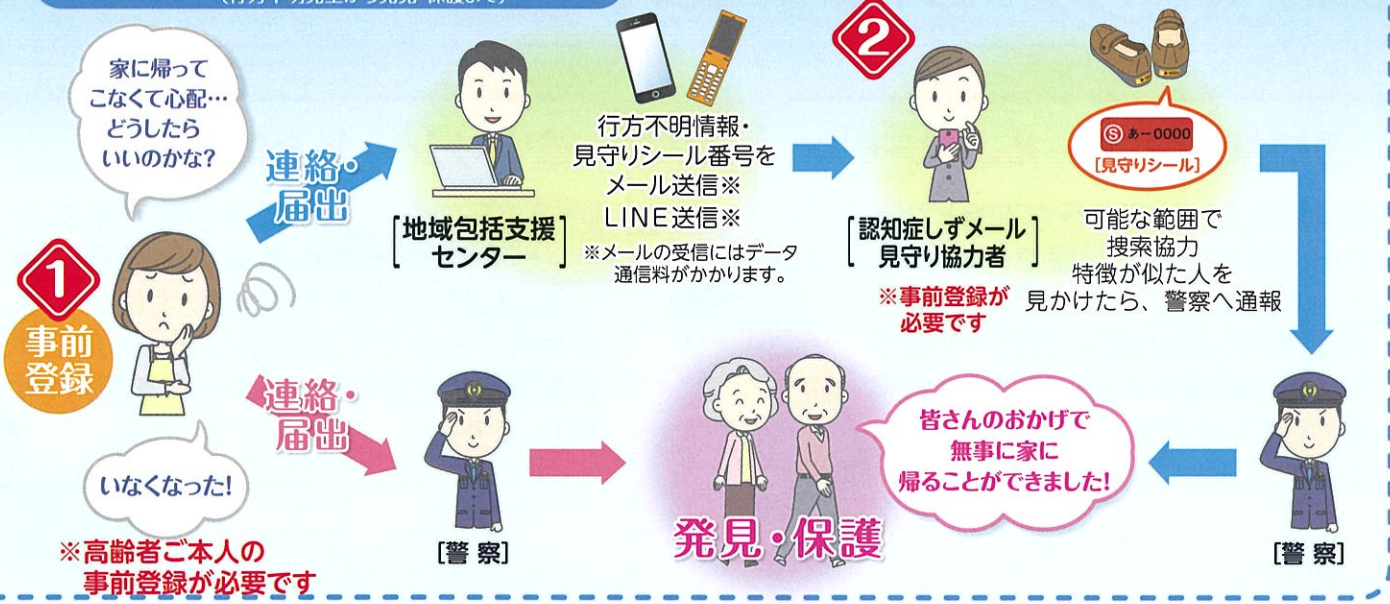 家に帰って
こなくて心配…
どうしたら
いいのかな?
連絡・
届出
[地域包括支援
センター]
行方不明情報・
見守りシール番号を
メール送信※
LINE送信※
※メールの受信にはデータ
通信料がかかります。
2
[認知症しずメール
見守り協力者]
※事前登録が
必要です
Ⓢ あー0000
[見守りシール]
可能な範囲で
捜索協力
特徴が似た人を
見かけたら、警察へ通報
1
事前
登録
いなくなった!
※高齢者ご本人の
事前登録が必要です
連絡・
届出
[警 察]
発見・保護
皆さんのおかげで
無事に家に
帰ることができました!
[警 察]